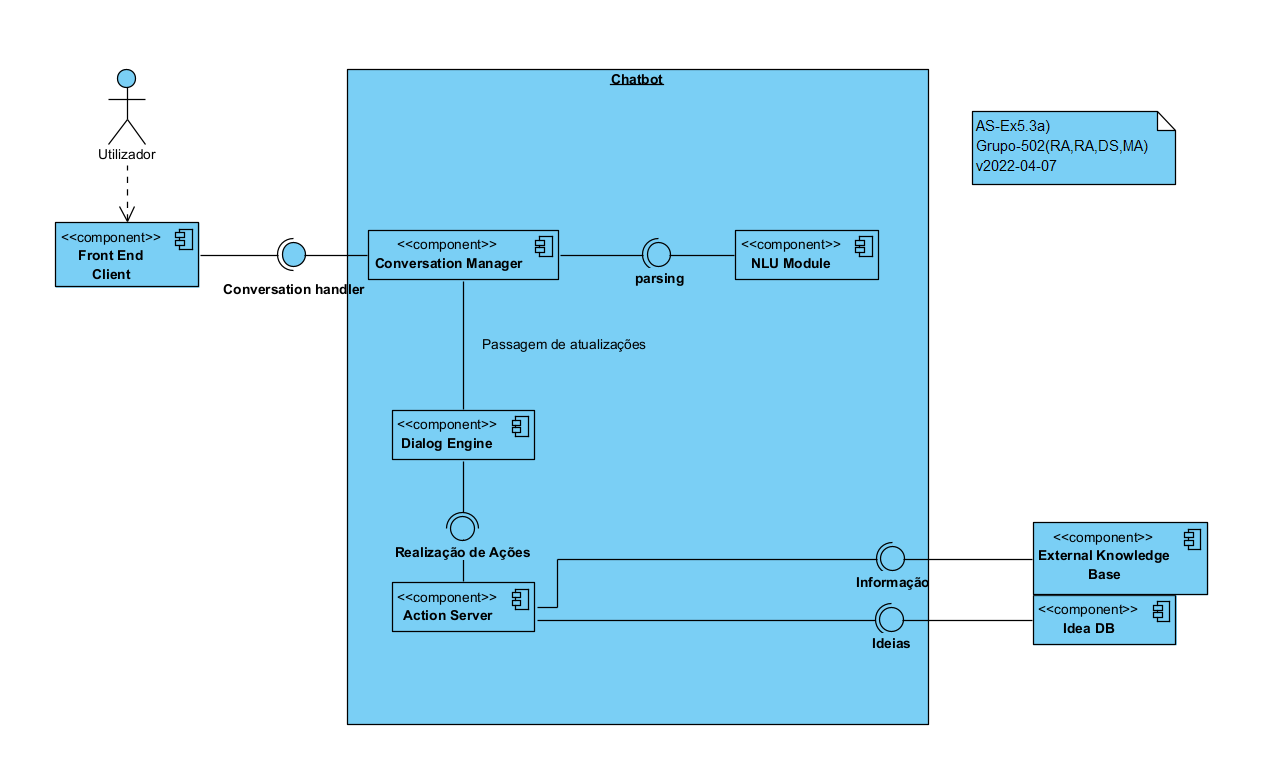 Chatbot
AS-Ex5.3a)
Grupo-502(RA,RA,DS,MA)
v2022-04-07
Utilizador
<<component>>
Front End
Client
Conversation handler
<<component>>
Conversation Manager
parsing
<<component>>
NLU Module
Passagem de atualizações
<<component>>
Dialog Engine
Realização de Ações
<<component>>
Action Server
Informação
<<component>>
External Knowledge
Base
Ideias
<<component>>
Idea DB